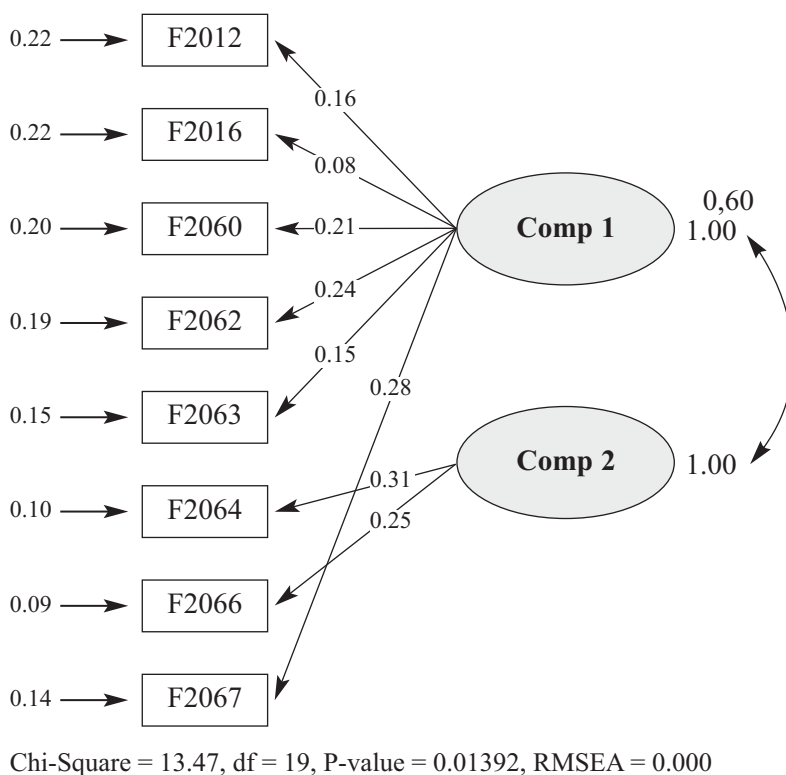 0.22 F2012
0.16
0.22 F2016
0.08
0,60
0.20 F2060 0.21 Comp 1 1.00
0.24
0.19 F2062
0.15
0.28
0.15 F2063
Comp 2 1.00
0.31
0.10 F2064
0.25
0.09 F2066
0.14 F2067
Chi-Square = 13.47, df = 19, P-value = 0.01392, RMSEA = 0.000